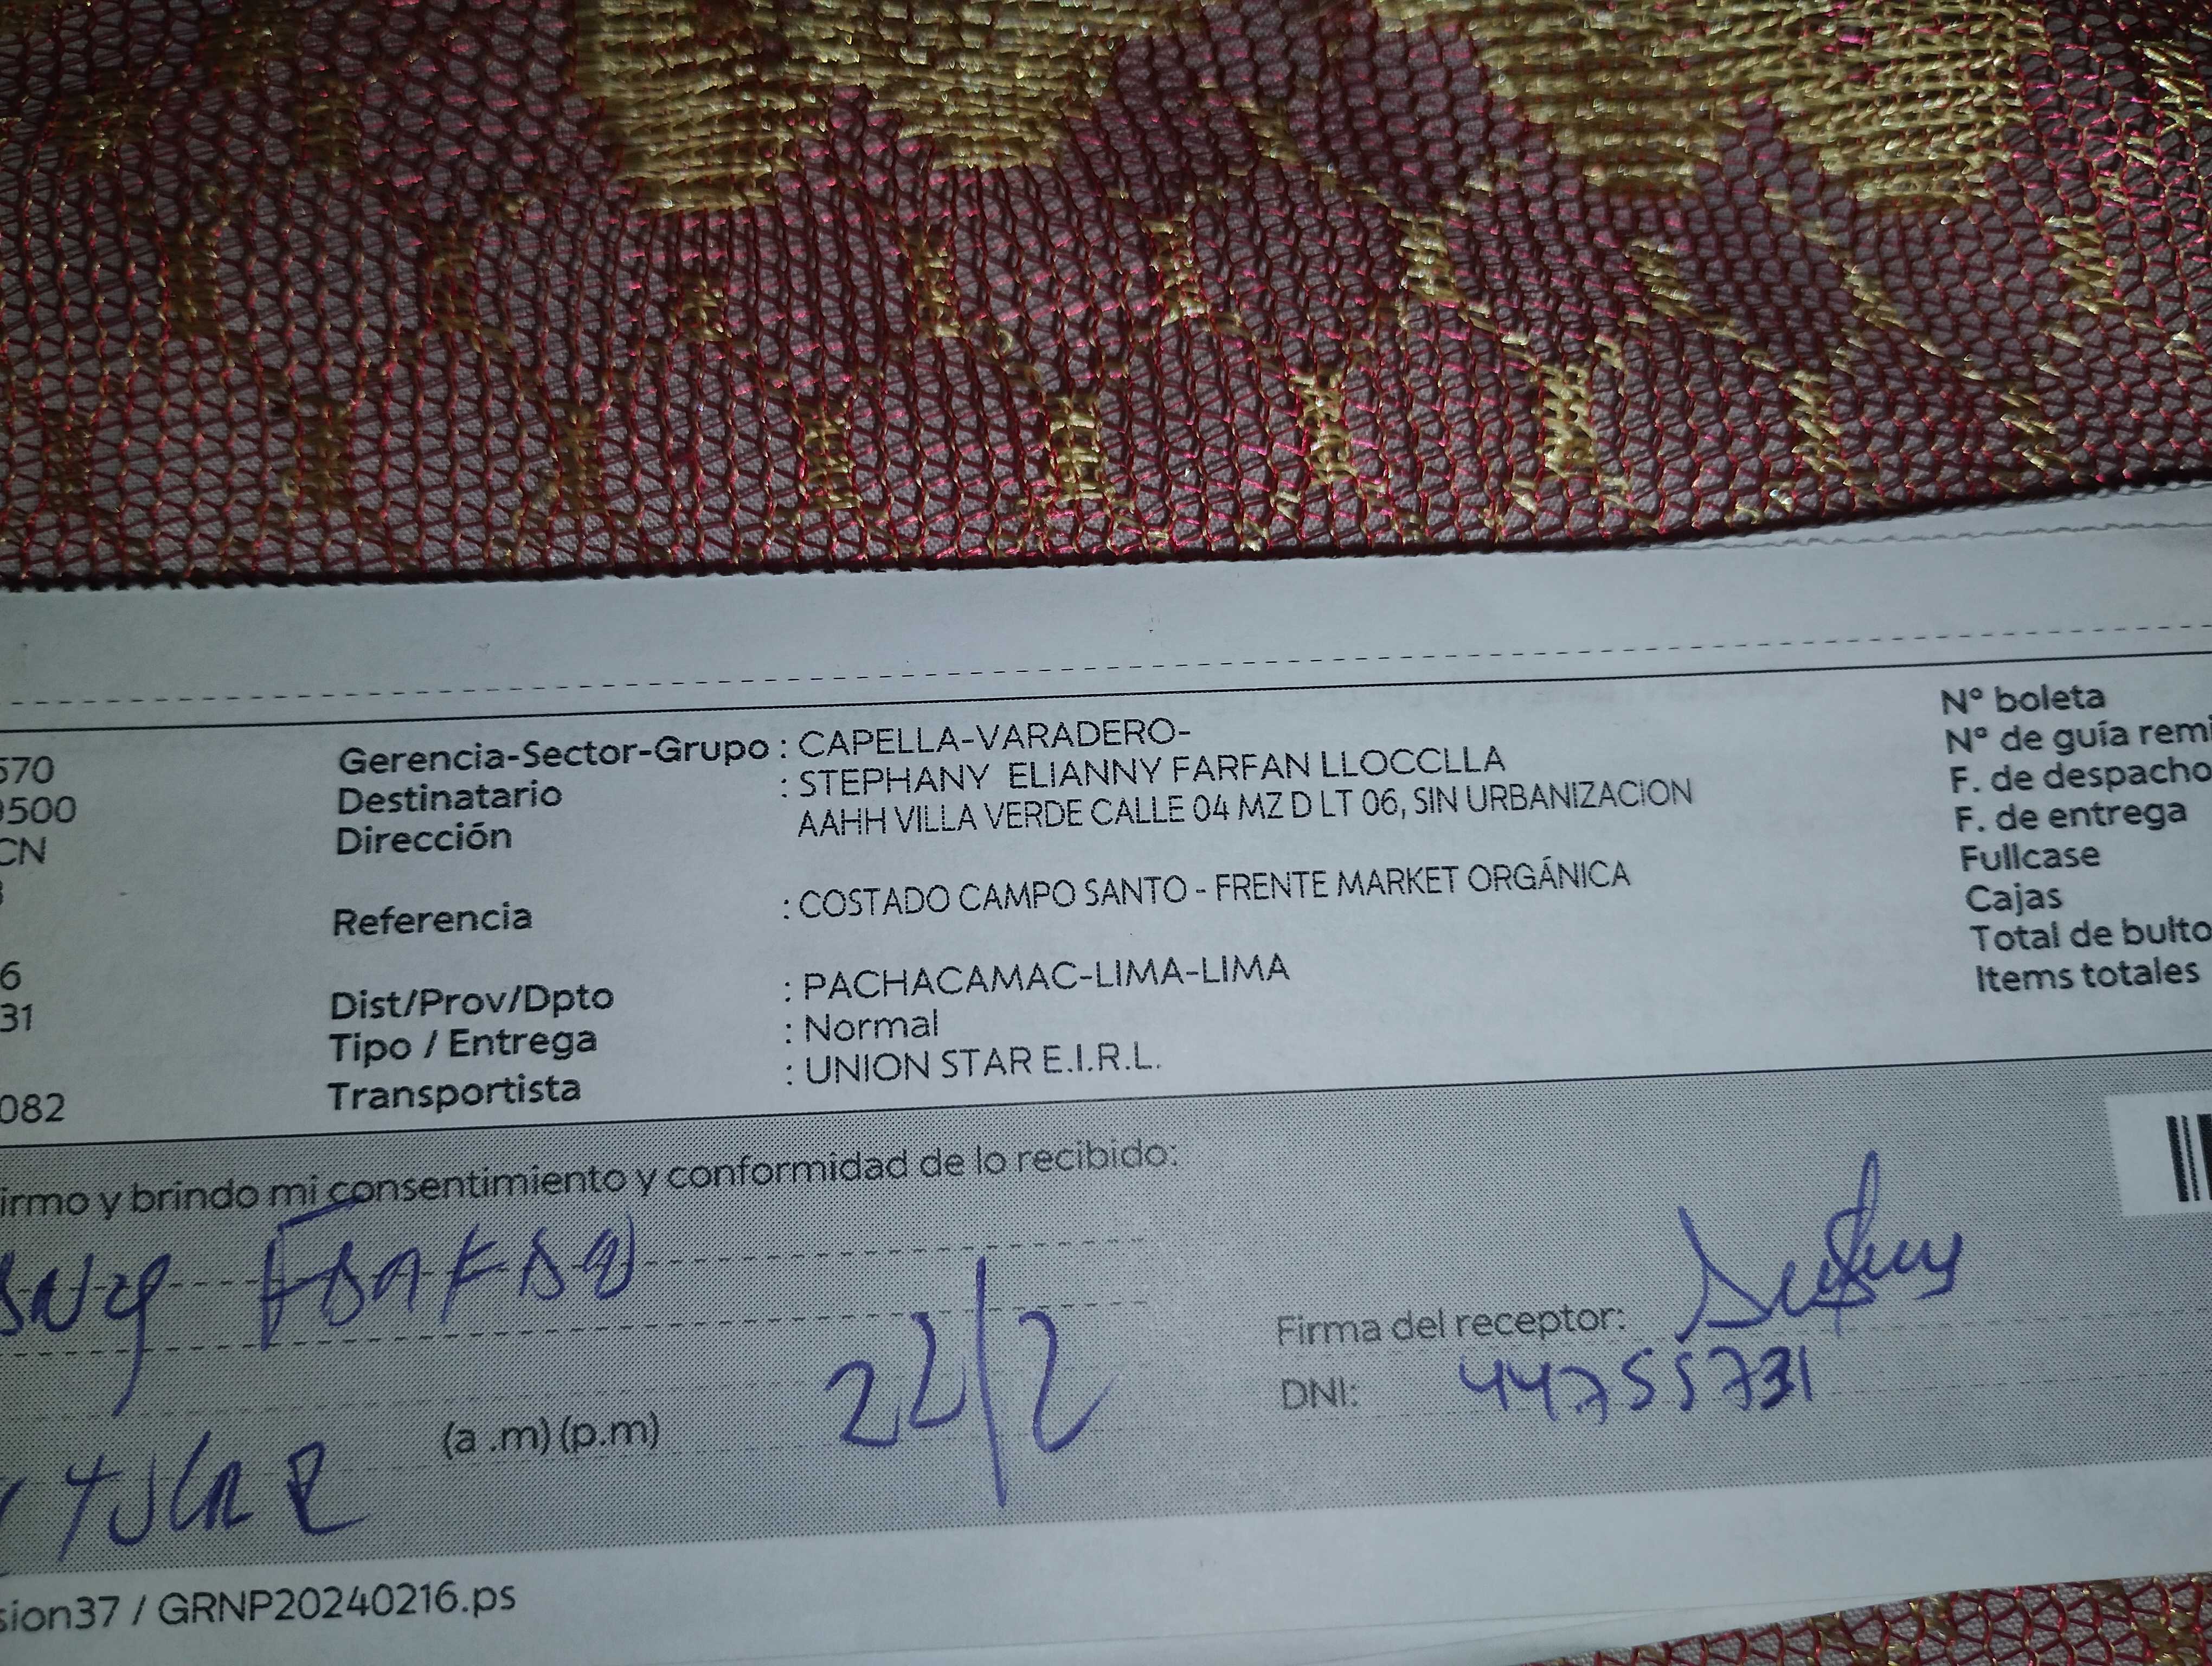 570
9500
CN
6
31
082
Gerencia-Sector-Grupo : CAPELLA-VARADERO-
Destinatario : STEPHANY ELIANNY FARFAN LLOCCLLA
Dirección AAHH VILLA VERDE CALLE 04 MZ D LT 06, SIN URBANIZACION
Referencia : COSTADO CAMPO SANTO - FRENTE MARKET ORGÁNICA
Dist/Prov/Dpto : PACHACAMAC-LIMA-LIMA
Tipo / Entrega : Normal
Transportista : UNION STAR E.I.R.L.
Nº boleta
Nº de guía remi
F. de despacho
F. de entrega
Fullcase
Cajas
Total de bulto
Items totales
irmo y brindo mi consentimiento y conformidad de lo recibido:
Firma del receptor:
(a .m) (p.m) 22/2
DNI: 44755731
sion37 / GRNP20240216.ps